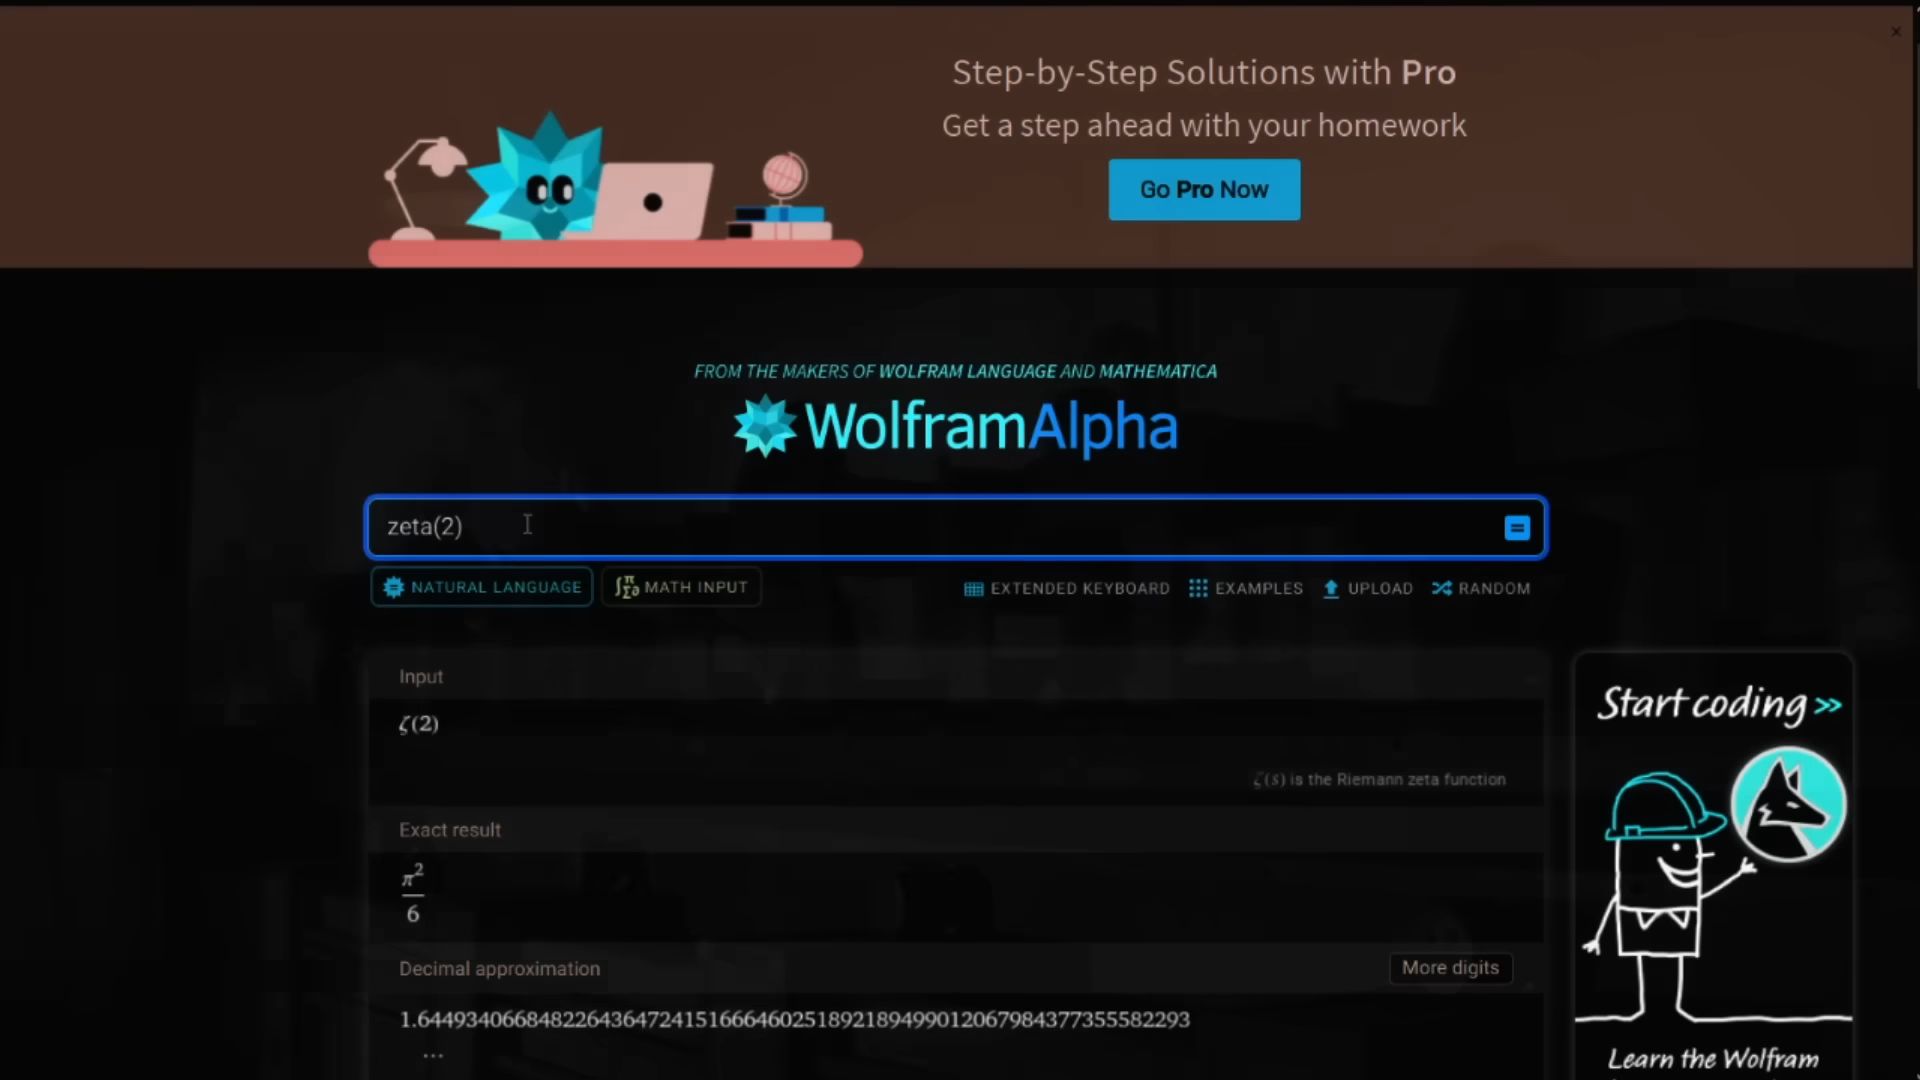 Step-by-Step Solutions with Pro
Get a step ahead with your homework
Go Pro Now
FROM THE MAKERS OF WOLFRAM LANGUAGE AND MATHEMATICA
WolframAlpha
zeta(2)
NATURAL LANGUAGE
MATH INPUT
EXTENDED KEYBOARD
EXAMPLES
UPLOAD
RANDOM
Input
ζ(2)
ζ(s) is the Riemann zeta function
Exact result
π²
6
Decimal approximation
More digits
1.6449340668482264364724151666460251892189499012067984377355582293
...
Start coding »
Learn the Wolfram